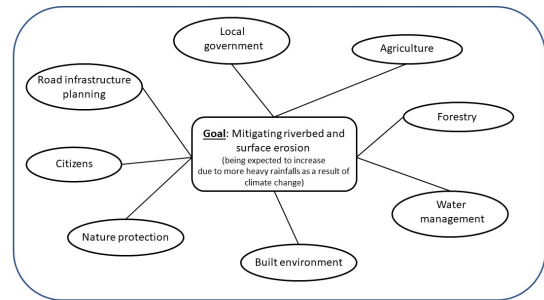 Local
government
Agriculture
Road infrastructure
planning
Forestry
Goal: Mitigating riverbed and
surface erosion
(being expected to increase
due to more heavy rainfalls as a result of
climate change)
Citizens
Water
management
Nature protection
Built environment